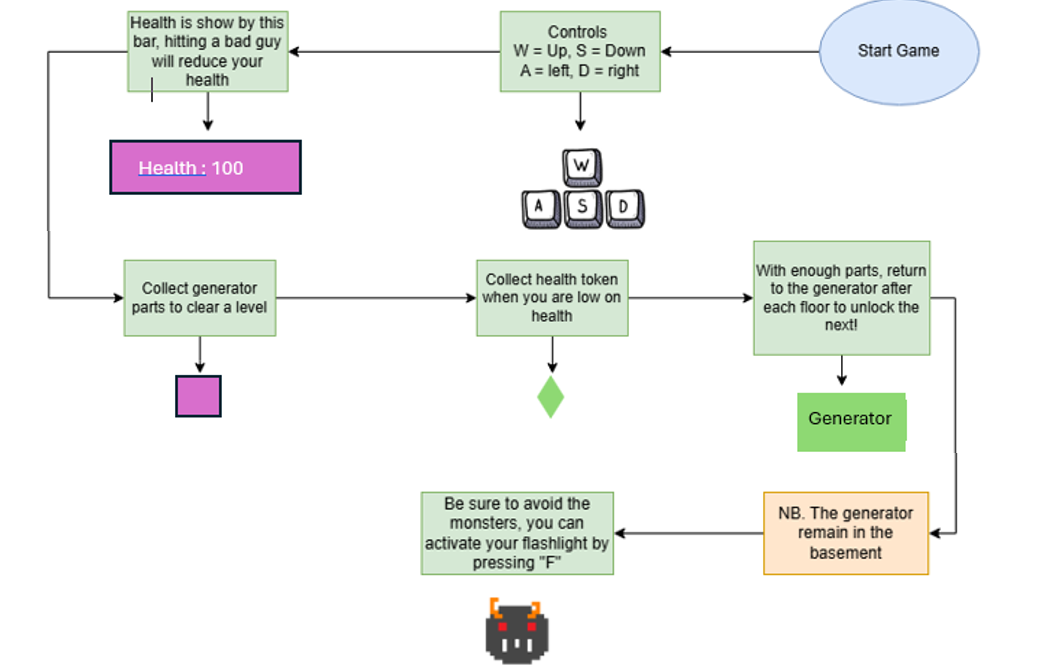 Start Game
Controls
W = Up, S = Down
A = left, D = right
W
A S D
Health is show by this
bar, hitting a bad guy
will reduce your
health
Health : 100
Collect generator
parts to clear a level
Collect health token
when you are low on
health
With enough parts, return
to the generator after
each floor to unlock the
next!
Generator
NB. The generator
remain in the
basement
Be sure to avoid the
monsters, you can
activate your flashlight by
pressing "F"